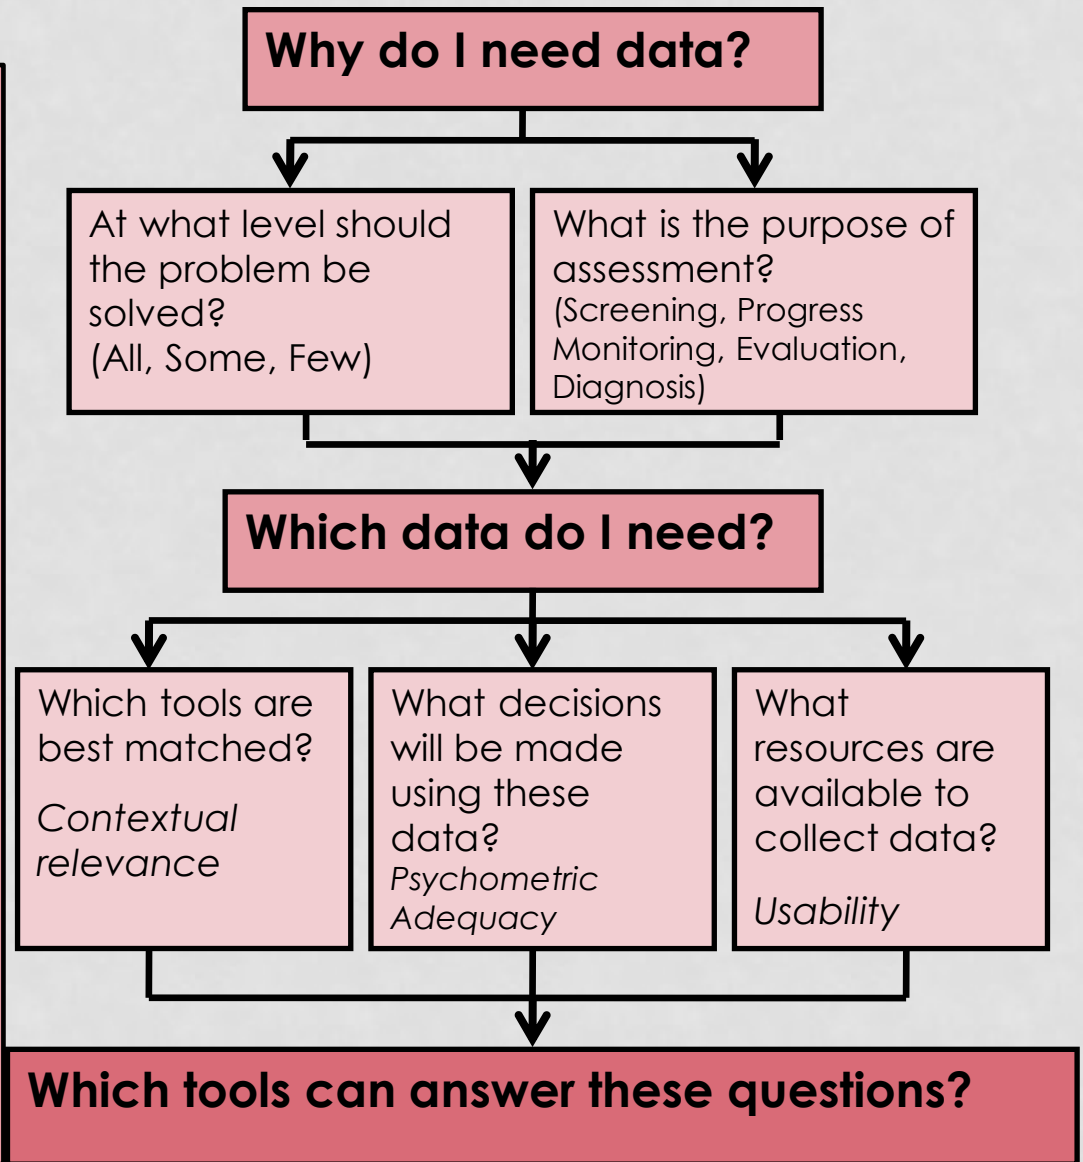 Why do I need data?
At what level should
the problem be
solved?
(All, Some, Few)
What is the purpose of
assessment?
(Screening, Progress
Monitoring, Evaluation,
Diagnosis)
Which data do I need?
Which tools are
best matched?
Contextual
relevance
What decisions
will be made
using these
data?
Psychometric
Adequacy
What
resources are
available to
collect data?
Usability
Which tools can answer these questions?